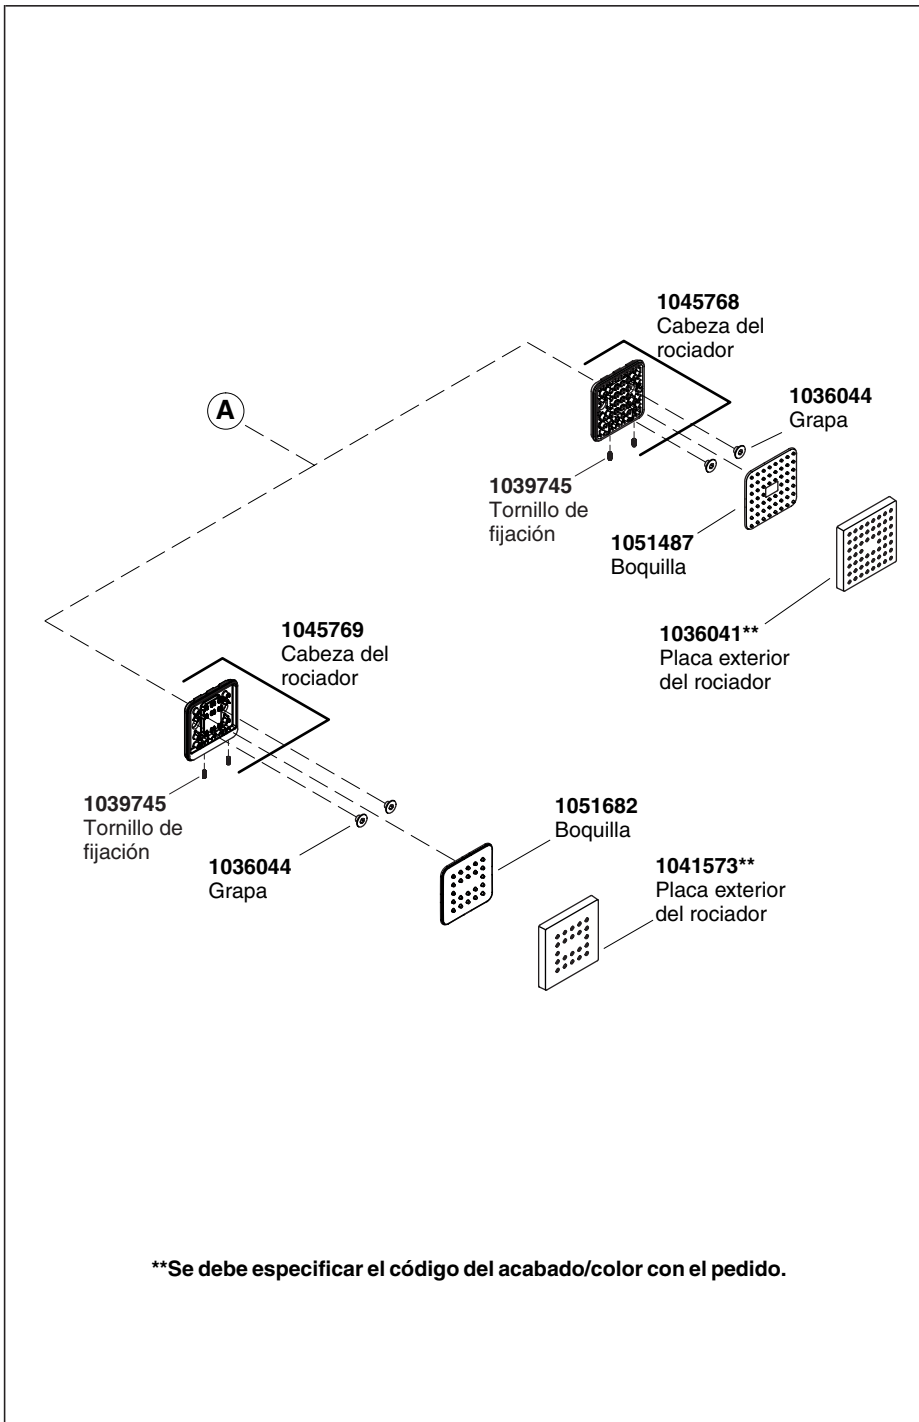 1045768
Cabeza del
rociador
1036044
Grapa
A
1039745
Tornillo de
fijación
1051487
Boquilla
1036041**
Placa exterior
del rociador
1045769
Cabeza del
rociador
1039745
Tornillo de
fijación
1036044
Grapa
1051682
Boquilla
1041573**
Placa exterior
del rociador
**Se debe especificar el código del acabado/color con el pedido.